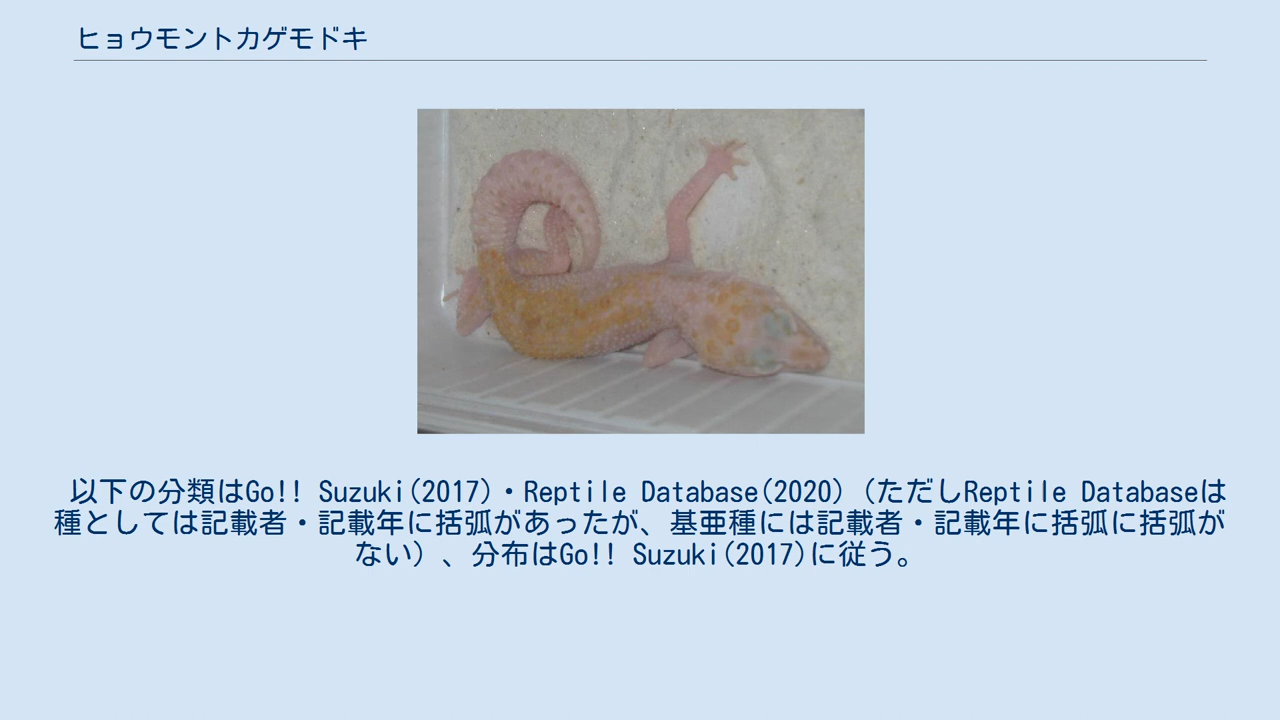 ヒョウモントカゲモドキ
以下の分類はGo!! Suzuki(2017)・Reptile Database(2020)（ただしReptile Databaseは
種としては記載者・記載年に括弧があったが、基亜種には記載者・記載年に括弧に括弧が
ない）、分布はGo!! Suzuki(2017)に従う。